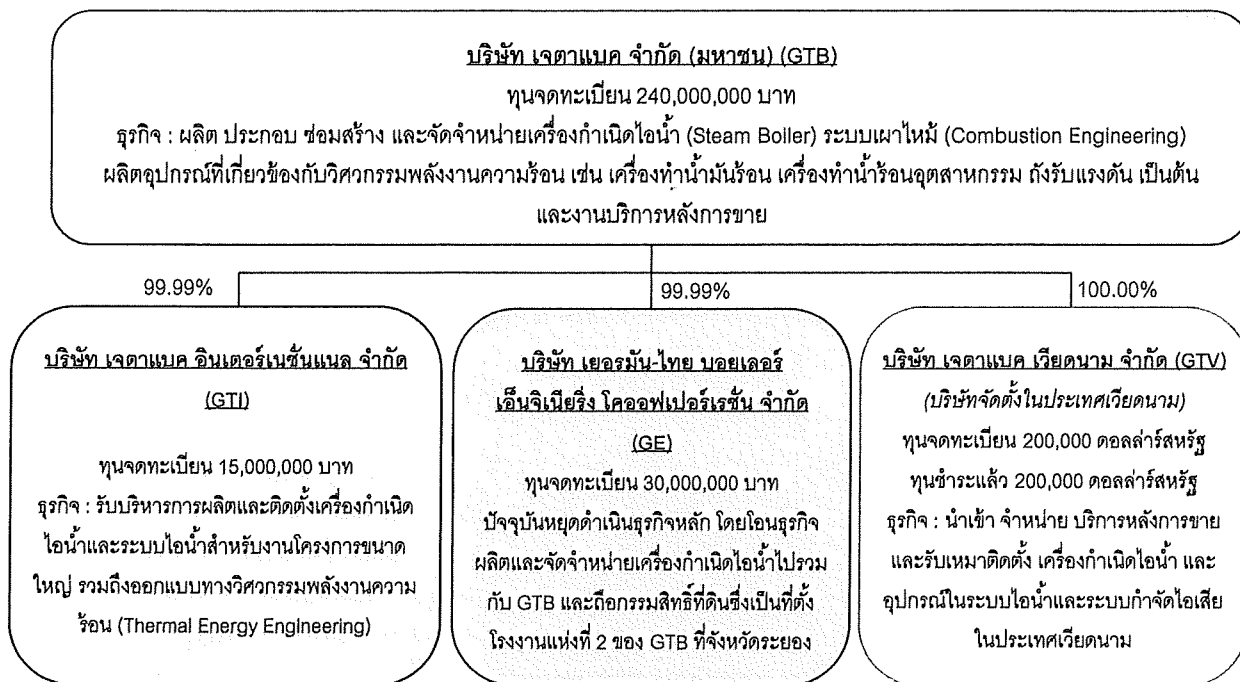 บริษัท เจตาแบค จำกัด (มหาชน) (GTB)
ทุนจดทะเบียน 240,000,000 บาท
ธุรกิจ : ผลิต ประกอบ ซ่อมสร้าง และจัดจำหน่ายเครื่องกำเนิดไอน้ำ (Steam Boiler) ระบบเผาไหม้ (Combustion Engineering)
ผลิตอุปกรณ์ที่เกี่ยวข้องกับวิศวกรรมพลังงานความร้อน เช่น เครื่องทำน้ำมันร้อน เครื่องทำน้ำร้อนอุตสาหกรรม ถังรับแรงดัน เป็นต้น
และงานบริการหลังการขาย
99.99%
99.99%
100.00%
บริษัท เจตาแบค อินเตอร์เนชั่นแนล จำกัด
(GTI)
ทุนจดทะเบียน 15,000,000 บาท
ธุรกิจ : รับบริหารการผลิตและติดตั้งเครื่องกำเนิด
ไอน้ำและระบบไอน้ำสำหรับงานโครงการขนาด
ใหญ่ รวมถึงออกแบบทางวิศวกรรมพลังงานความ
ร้อน (Thermal Energy Engineering)
บริษัท เยอรมัน-ไทย บอยเลอร์
เอ็นจิเนียริ่ง โคออฟเปอร์เรชั่น จำกัด
(GE)
ทุนจดทะเบียน 30,000,000 บาท
ปัจจุบันหยุดดำเนินธุรกิจหลัก โดยโอนธุรกิจ
ผลิตและจัดจำหน่ายเครื่องกำเนิดไอน้ำไปรวม
กับ GTB และถือกรรมสิทธิ์ที่ดินซึ่งเป็นที่ตั้ง
โรงงานแห่งที่ 2 ของ GTB ที่จังหวัดระยอง
บริษัท เจตาแบค เวียดนาม จำกัด (GTV)
(บริษัทจัดตั้งในประเทศเวียดนาม)
ทุนจดทะเบียน 200,000 ดอลล่าร์สหรัฐ
ทุนชำระแล้ว 200,000 ดอลล่าร์สหรัฐ
ธุรกิจ : นำเข้า จำหน่าย บริการหลังการขาย
และรับเหมาติดตั้ง เครื่องกำเนิดไอน้ำ และ
อุปกรณ์ในระบบไอน้ำและระบบกำจัดไอเสีย
ในประเทศเวียดนาม